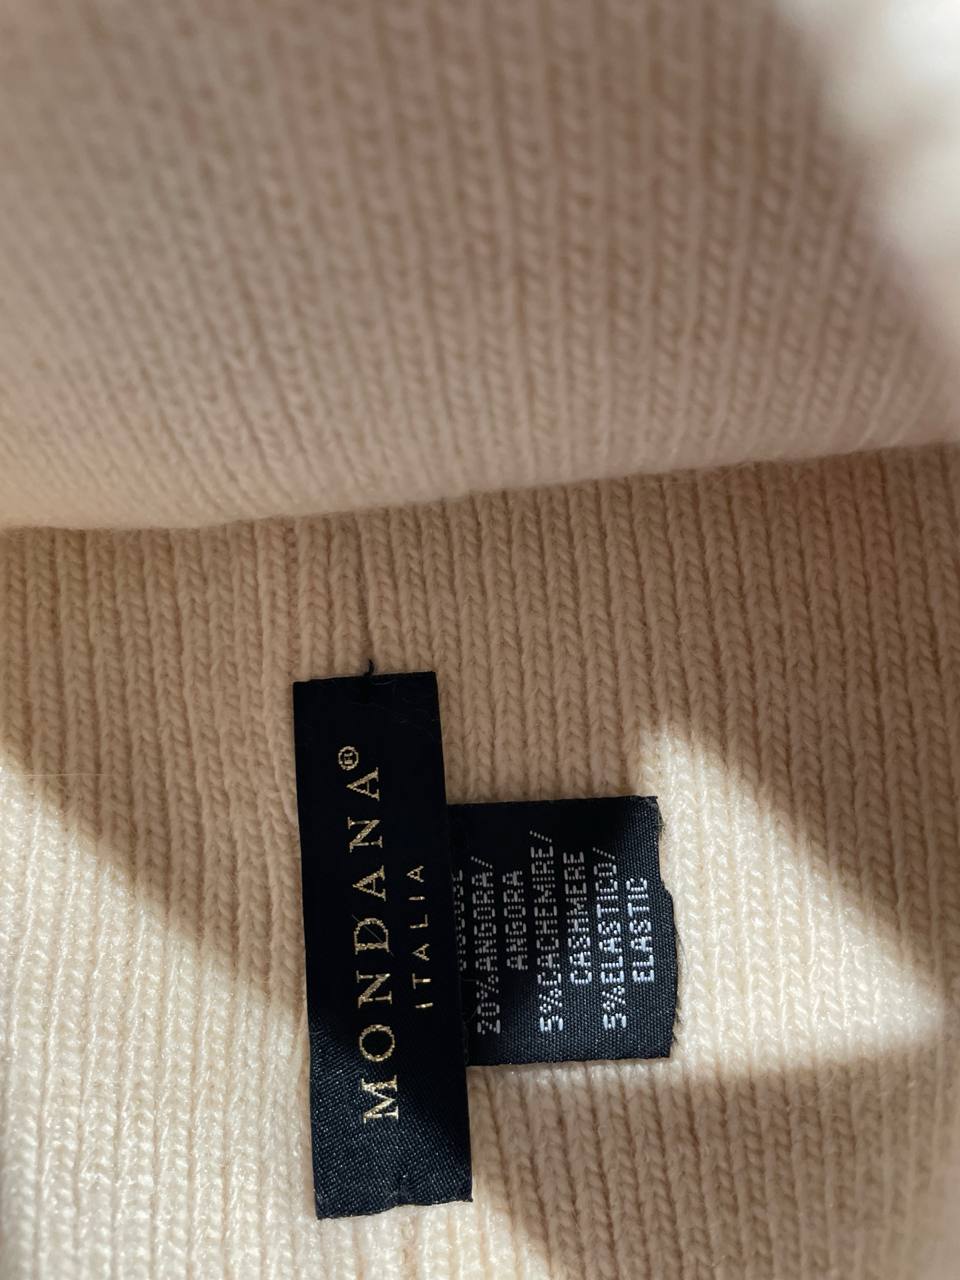 MONDANA®
ITALIA
20%ANGORA/
ANGORA
5%CACHEMIRE/
CASHMERE
5%ELASTICO/
ELASTIC